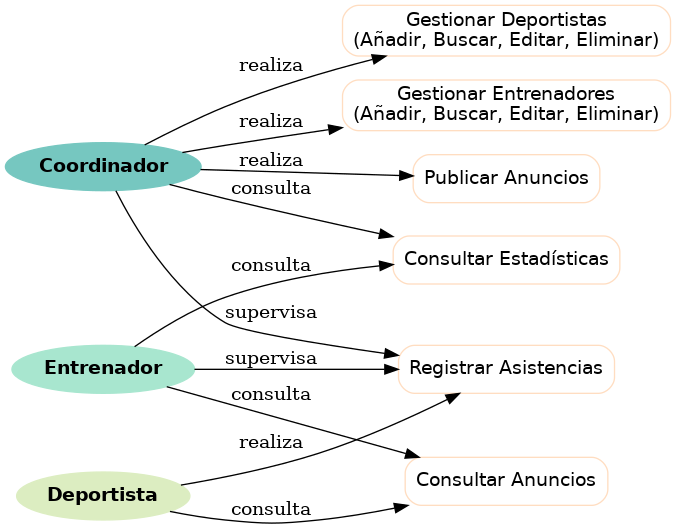 Gestionar Deportistas
(Añadir, Buscar, Editar, Eliminar)
realiza
Gestionar Entrenadores
(Añadir, Buscar, Editar, Eliminar)
realiza
Coordinador
realiza
Publicar Anuncios
consulta
Consultar Estadísticas
consulta
supervisa
Entrenador
supervisa
Registrar Asistencias
consulta
realiza
Consultar Anuncios
Deportista
consulta